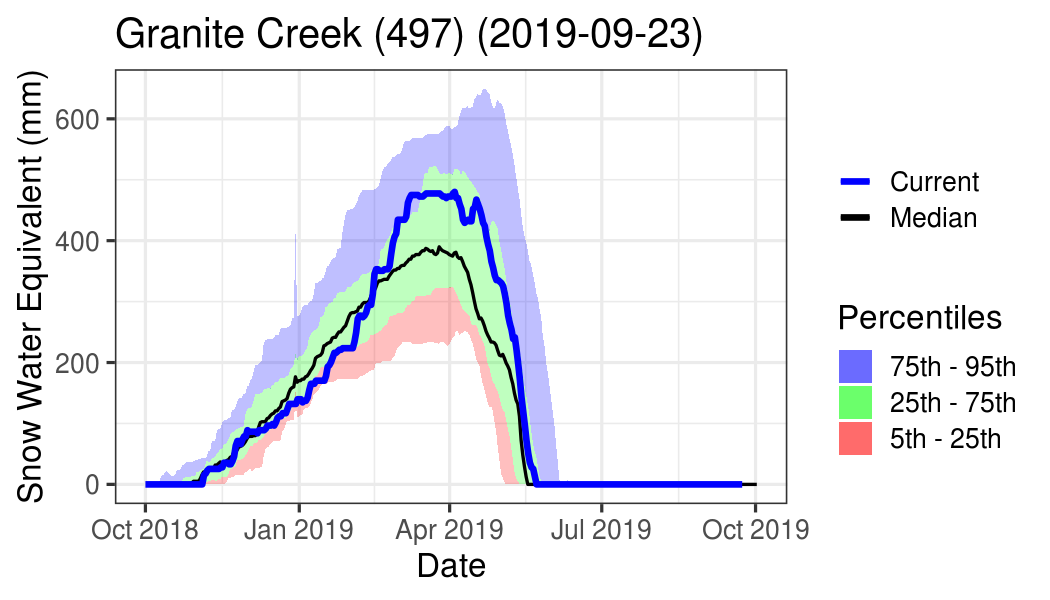 Granite Creek (497) (2019-09-23)
Snow Water Equivalent (mm)
600
400
200
0
Oct 2018
Jan 2019
Apr 2019
Jul 2019
Oct 2019
Date
Current
Median
Percentiles
75th - 95th
25th - 75th
5th - 25th